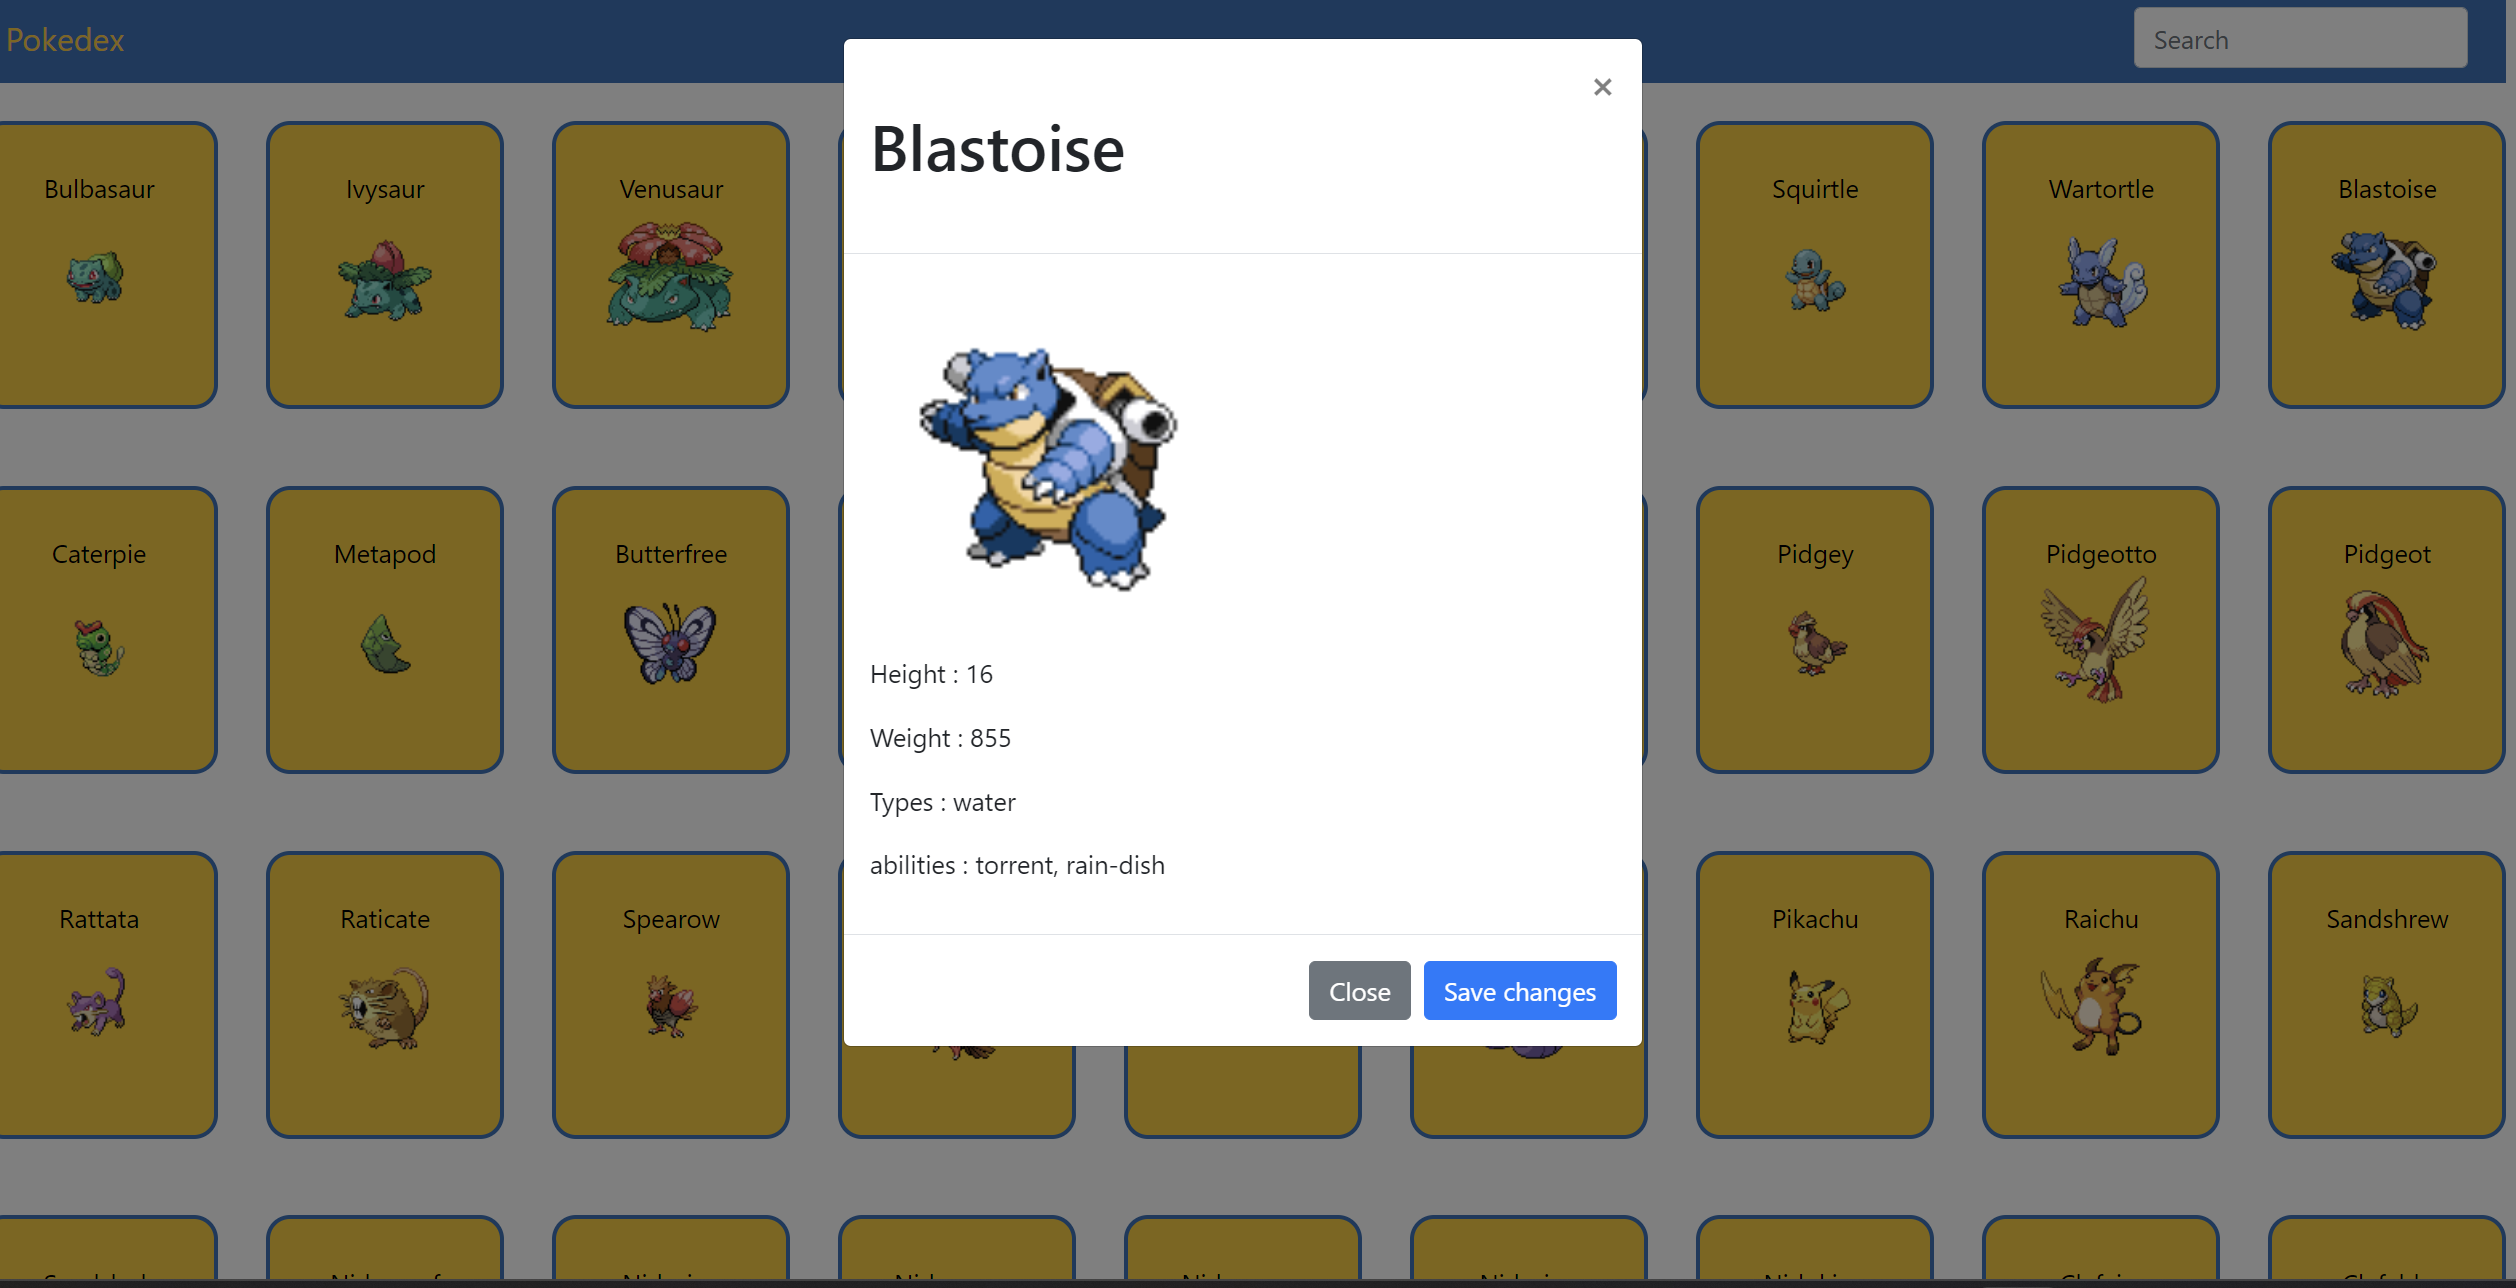 Pokedex
Search
×
Blastoise
Height : 16
Weight : 855
Types : water
abilities : torrent, rain-dish
Close
Save changes
Bulbasaur
Ivysaur
Venusaur
Squirtle
Wartortle
Blastoise
Caterpie
Metapod
Butterfree
Pidgey
Pidgeotto
Pidgeot
Rattata
Raticate
Spearow
Pikachu
Raichu
Sandshrew